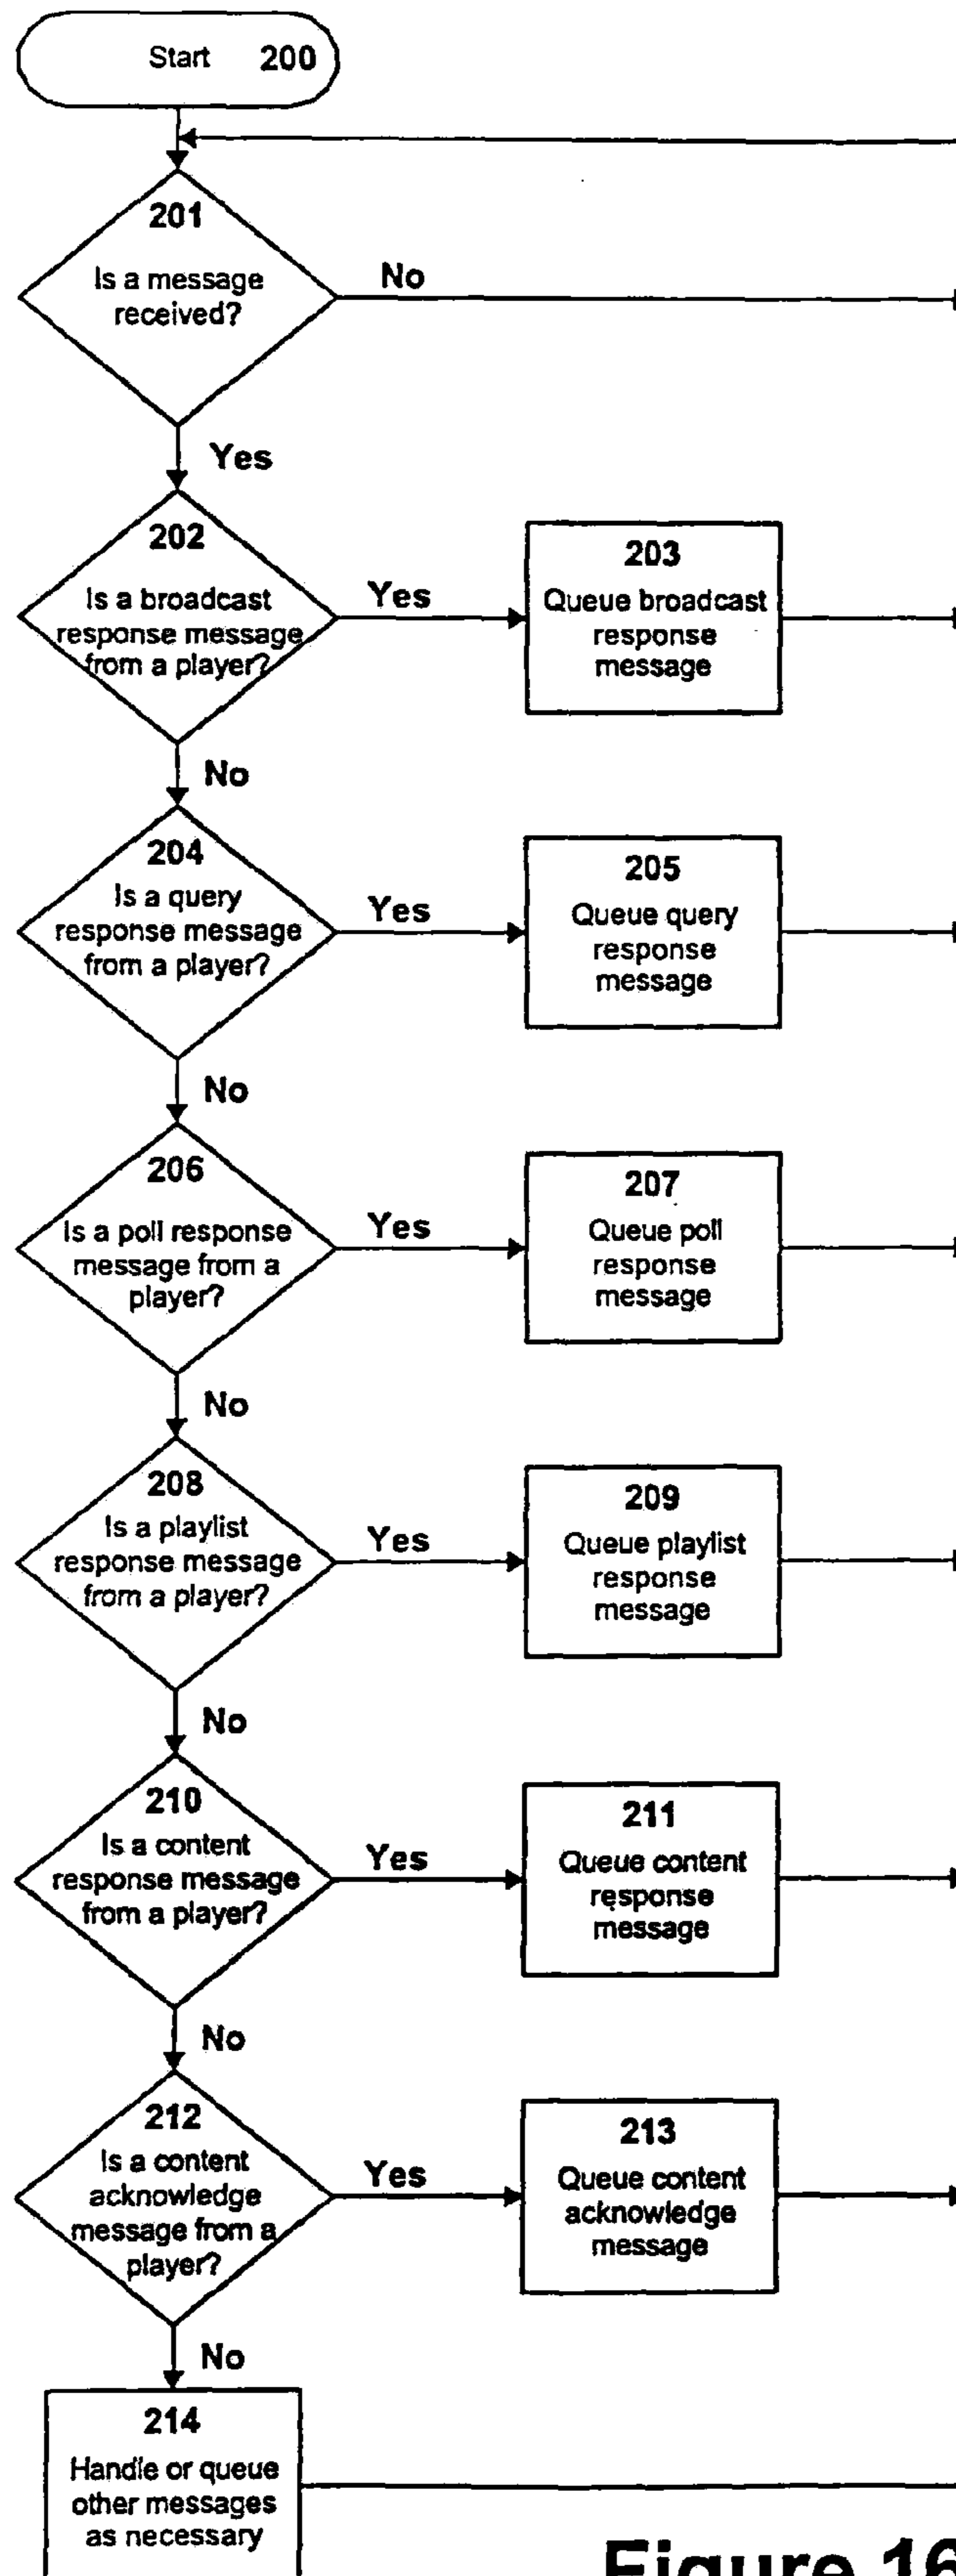 Start 200
201
Is a message
received?
No
Yes
202
Is a broadcast
response message
from a player?
Yes
203
Queue broadcast
response
message
No
204
Is a query
response message
from a player?
Yes
205
Queue query
response
message
No
206
Is a poll response
message from a
player?
Yes
207
Queue poll
response
message
No
208
Is a playlist
response message
from a player?
Yes
209
Queue playlist
response
message
No
210
Is a content
response message
from a player?
Yes
211
Queue content
response
message
No
212
Is a content
acknowledge
message from a
player?
Yes
213
Queue content
acknowledge
message
No
214
Handle or queue
other messages
as necessary
Figure 16